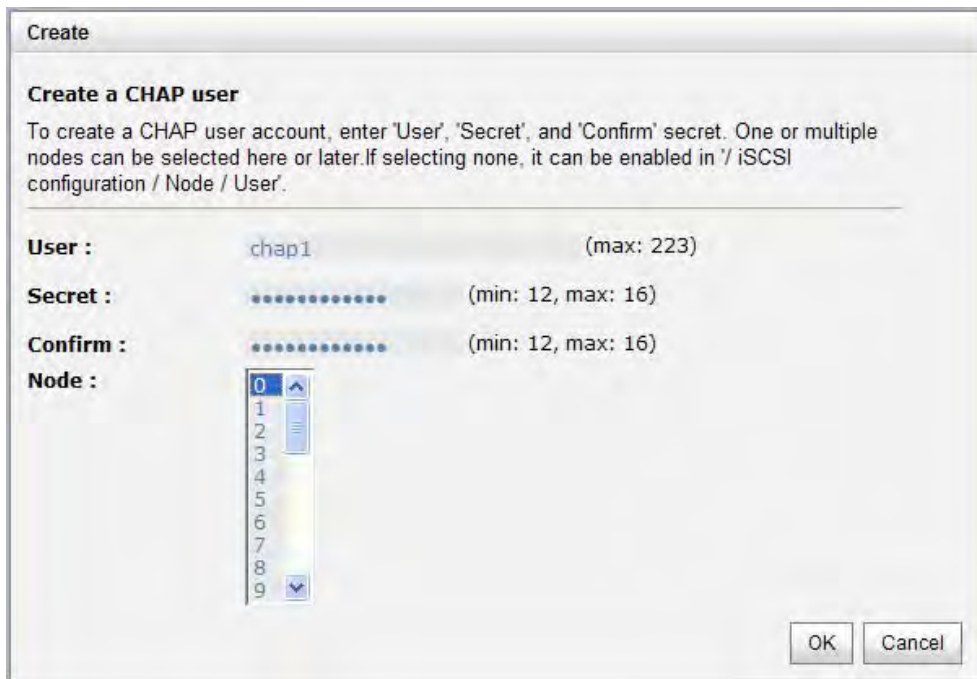 Create
Create a CHAP user
To create a CHAP user account, enter 'User', 'Secret', and 'Confirm' secret. One or multiple
nodes can be selected here or later.If selecting none, it can be enabled in '/ iSCSI
configuration / Node / User'.
User : chap1 (max: 223)
Secret : •••••••••••• (min: 12, max: 16)
Confirm : •••••••••••• (min: 12, max: 16)
Node :
0
1
2
3
4
5
6
7
8
9
OK Cancel